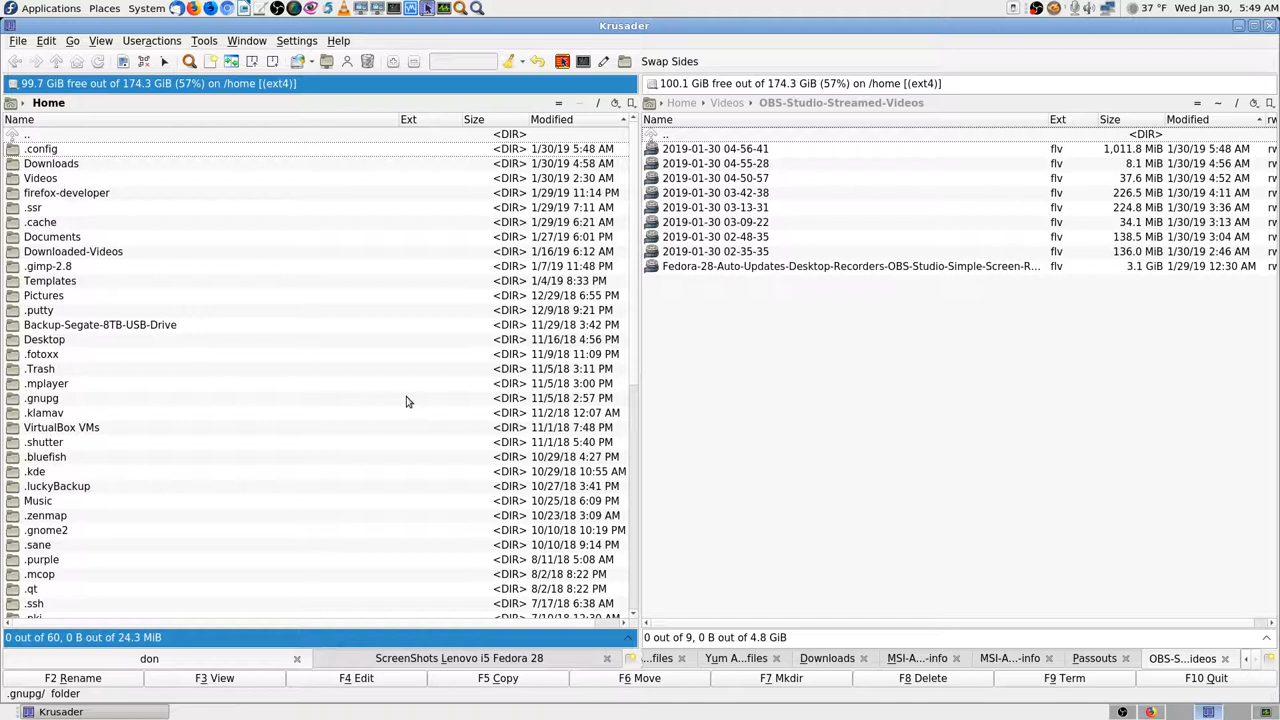 Applications Places System 37 °F Wed Jan 30, 5:49 AM
Krusader
File Edit Go View Useractions Tools Window Settings Help
Swap Sides
99.7 GiB free out of 174.3 GiB (57%) on /home [(ext4)] 100.1 GiB free out of 174.3 GiB (57%) on /home [(ext4)]
Home = ~ / Home Videos OBS-Studio-Streamed-Videos = ~ /
Name Ext Size Modified Name Ext Size Modified
.. <DIR> .. <DIR>
.config <DIR> 1/30/19 5:48 AM 2019-01-30 04-56-41 flv 1,011.8 MiB 1/30/19 5:48 AM rw
Downloads <DIR> 1/30/19 4:58 AM 2019-01-30 04-55-28 flv 8.1 MiB 1/30/19 4:56 AM rw
Videos <DIR> 1/30/19 2:30 AM 2019-01-30 04-50-57 flv 37.6 MiB 1/30/19 4:52 AM rw
firefox-developer <DIR> 1/29/19 11:14 PM 2019-01-30 03-42-38 flv 226.5 MiB 1/30/19 4:11 AM rw
.ssr <DIR> 1/29/19 7:11 AM 2019-01-30 03-13-31 flv 224.8 MiB 1/30/19 3:36 AM rw
.cache <DIR> 1/29/19 6:21 AM 2019-01-30 03-09-22 flv 34.1 MiB 1/30/19 3:13 AM rw
Documents <DIR> 1/27/19 6:01 PM 2019-01-30 02-48-35 flv 138.5 MiB 1/30/19 3:04 AM rw
Downloaded-Videos <DIR> 1/16/19 6:12 AM 2019-01-30 02-35-35 flv 136.0 MiB 1/30/19 2:46 AM rw
.gimp-2.8 <DIR> 1/7/19 11:48 PM Fedora-28-Auto-Updates-Desktop-Recorders-OBS-Studio-Simple-Screen-R... flv 3.1 GiB 1/29/19 12:30 AM rw
Templates <DIR> 1/4/19 8:33 PM
Pictures <DIR> 12/29/18 6:55 PM
.putty <DIR> 12/9/18 9:21 PM
Backup-Segate-8TB-USB-Drive <DIR> 11/29/18 3:42 PM
Desktop <DIR> 11/16/18 4:56 PM
.fotoxx <DIR> 11/9/18 11:09 PM
.Trash <DIR> 11/5/18 3:11 PM
.mplayer <DIR> 11/5/18 3:00 PM
.gnupg <DIR> 11/5/18 2:57 PM
.klamav <DIR> 11/2/18 12:07 AM
VirtualBox VMs <DIR> 11/1/18 7:48 PM
.shutter <DIR> 11/1/18 5:40 PM
.bluefish <DIR> 10/29/18 4:27 PM
.kde <DIR> 10/29/18 10:55 AM
.luckyBackup <DIR> 10/27/18 3:41 PM
Music <DIR> 10/25/18 6:09 PM
.zenmap <DIR> 10/23/18 3:09 AM
.gnome2 <DIR> 10/10/18 10:19 PM
.sane <DIR> 10/10/18 9:14 PM
.purple <DIR> 8/11/18 5:08 AM
.mcop <DIR> 8/2/18 8:22 PM
.qt <DIR> 8/2/18 8:22 PM
.ssh <DIR> 7/17/18 6:38 AM
.pki <DIR> 7/10/18 12:30 AM
0 out of 60, 0 B out of 24.3 MiB 0 out of 9, 0 B out of 4.8 GiB
don ScreenShots Lenovo i5 Fedora 28 ...files Yum A...files Downloads MSI-A...-info MSI-A...-info Passouts OBS-S...ideos
F2 Rename F3 View F4 Edit F5 Copy F6 Move F7 Mkdir F8 Delete F9 Term F10 Quit
.gnupg/ folder
Krusader